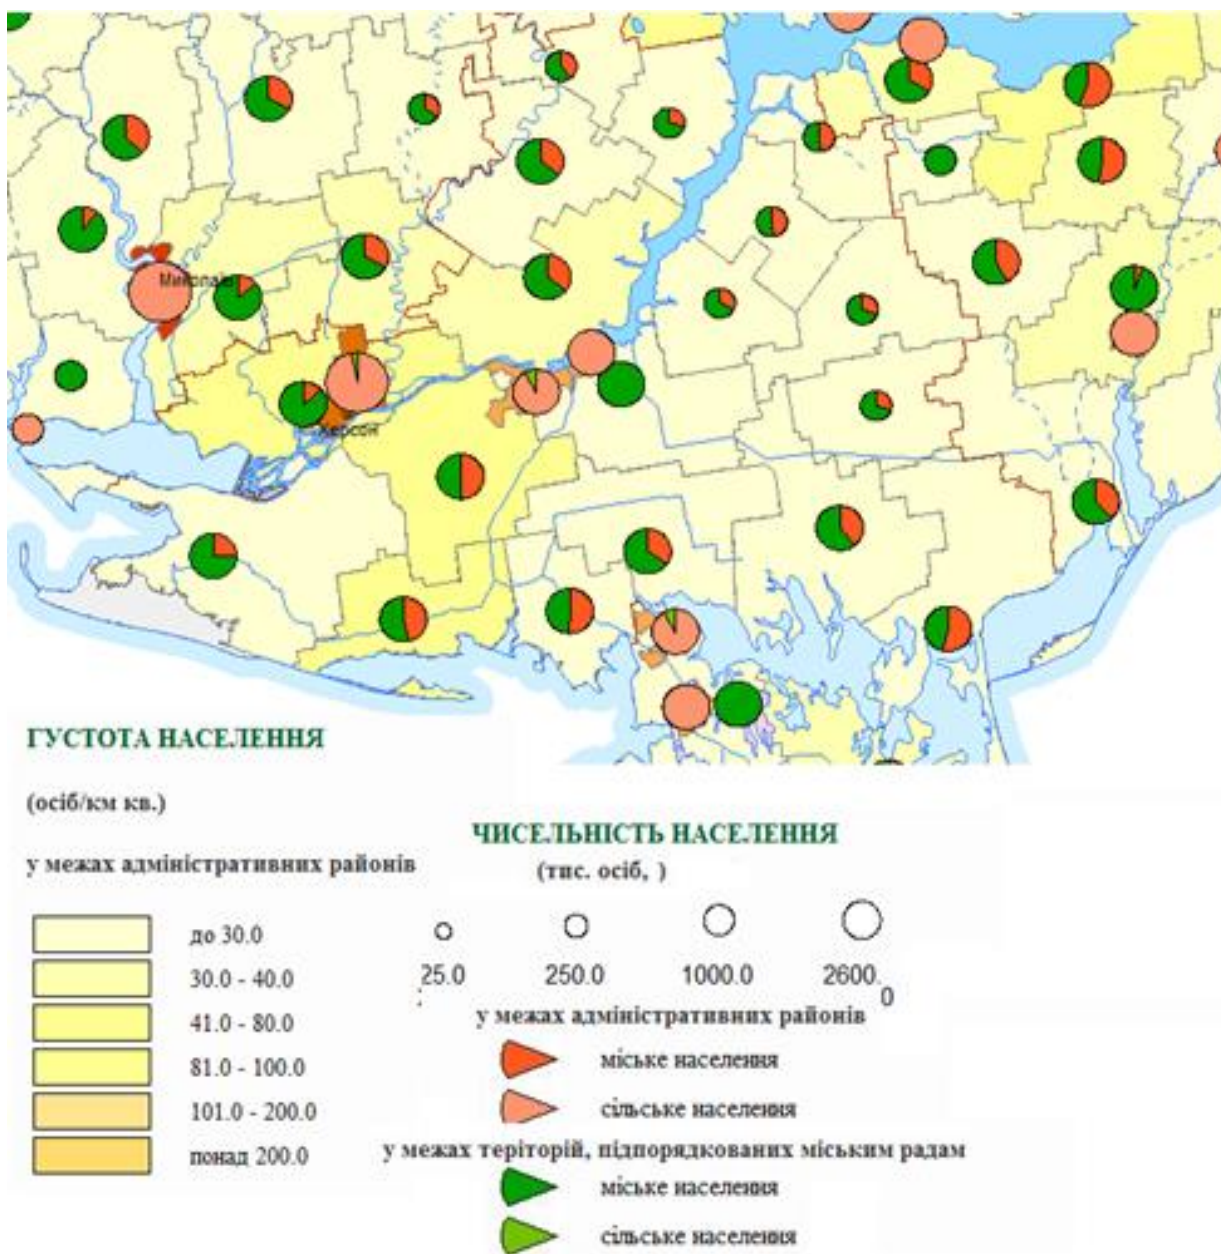 Микола
Херсон
ГУСТОТА НАСЕЛЕННЯ
(осіб/км кв.)
у межах адміністративних районів
до 30.0
30.0 - 40.0
41.0 - 80.0
81.0 - 100.0
101.0 - 200.0
понад 200.0
ЧИСЕЛЬНІСТЬ НАСЕЛЕННЯ
(тис. осіб, )
25.0 250.0 1000.0 2600.
0
у межах адміністративних районів
міське населення
сільське населення
у межах теріторій, підпорядкованих міським радам
міське населення
сільське населення